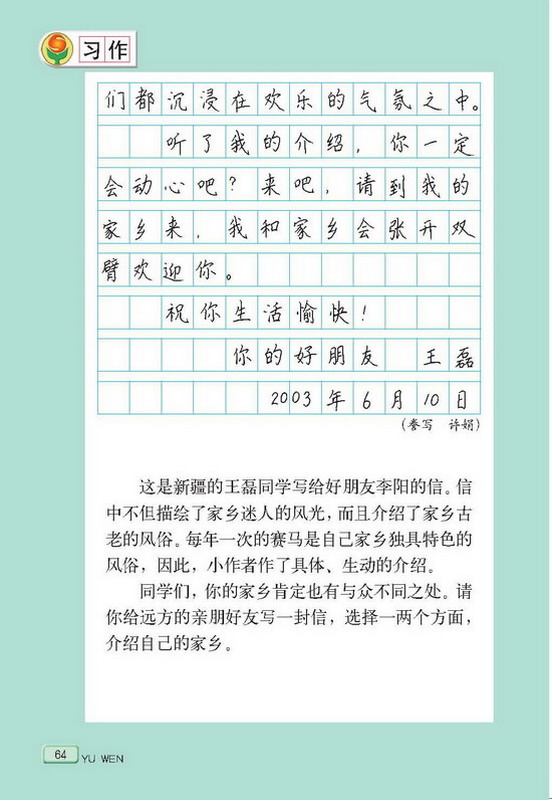 习作
们都沉浸在欢乐的气氛之中。
听了我的介绍，你一定
会动心吧？来吧，请到我的
家乡来，我和家乡会张开双
臂欢迎你。
祝你生活愉快！
你的好朋友 王磊
2003年6月10日
(誊写 许娟)
这是新疆的王磊同学写给好朋友李阳的信。信
中不但描绘了家乡迷人的风光，而且介绍了家乡古
老的风俗。每年一次的赛马是自己家乡独具特色的
风俗，因此，小作者作了具体、生动的介绍。
同学们，你的家乡肯定也有与众不同之处。请
你给远方的亲朋好友写一封信，选择一两个方面，
介绍自己的家乡。
64 YU WEN